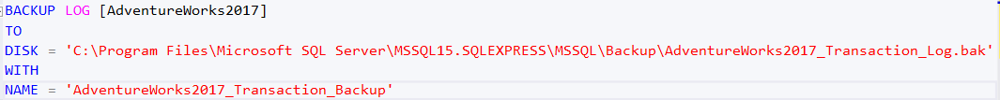 BACKUP LOG [AdventureWorks2017]
TO
DISK = 'C:\Program Files\Microsoft SQL Server\MSSQL15.SQLEXPRESS\MSSQL\Backup\AdventureWorks2017_Transaction_Log.bak'
WITH
NAME = 'AdventureWorks2017_Transaction_Backup'